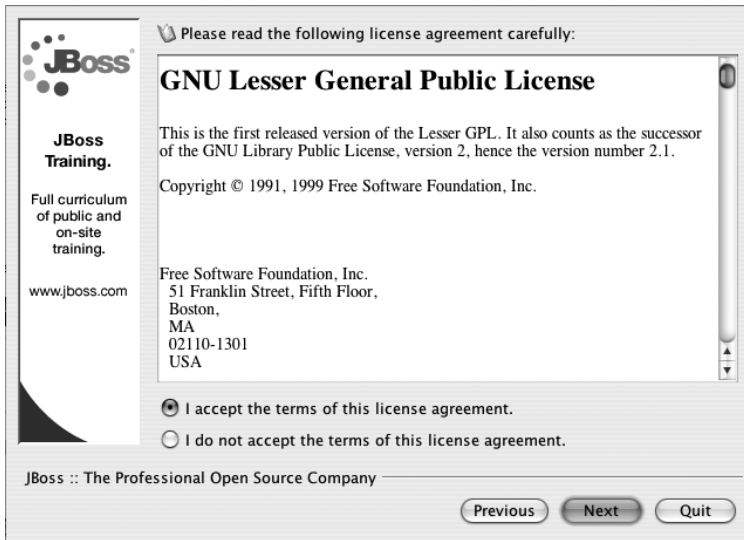 JBoss
JBoss
Training.
Full curriculum
of public and
on-site
training.
www.jboss.com
Please read the following license agreement carefully:
GNU Lesser General Public License
This is the first released version of the Lesser GPL. It also counts as the successor
of the GNU Library Public License, version 2, hence the version number 2.1.
Copyright © 1991, 1999 Free Software Foundation, Inc.
Free Software Foundation, Inc.
51 Franklin Street, Fifth Floor,
Boston,
MA
02110-1301
USA
I accept the terms of this license agreement.
I do not accept the terms of this license agreement.
JBoss :: The Professional Open Source Company
Previous
Next
Quit